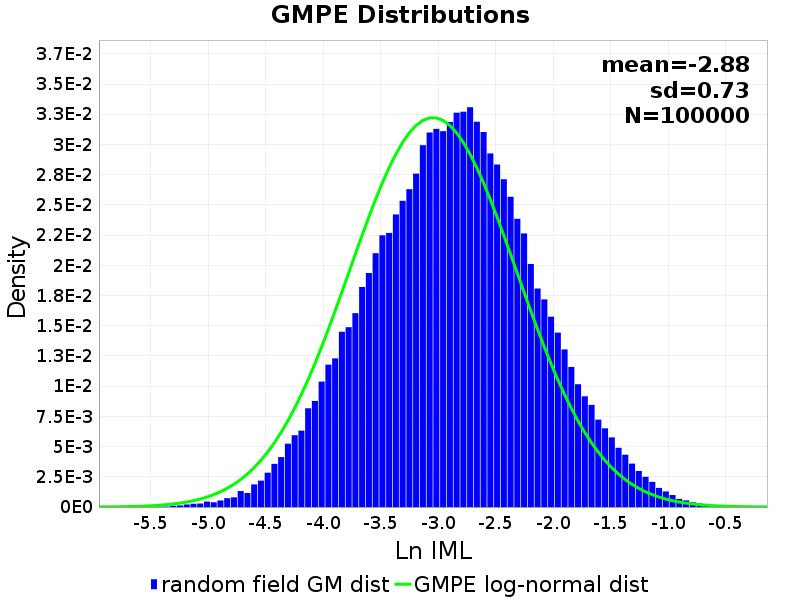 GMPE Distributions
mean=-2.88
sd=0.73
N=100000
3.7E-2
3.5E-2
3.3E-2
3E-2
2.8E-2
2.5E-2
2.2E-2
2E-2
1.8E-2
1.5E-2
1.3E-2
1E-2
7.5E-3
5E-3
2.5E-3
0E0
Density
-5.5 -5.0 -4.5 -4.0 -3.5 -3.0 -2.5 -2.0 -1.5 -1.0 -0.5
Ln IML
random field GM dist GMPE log-normal dist